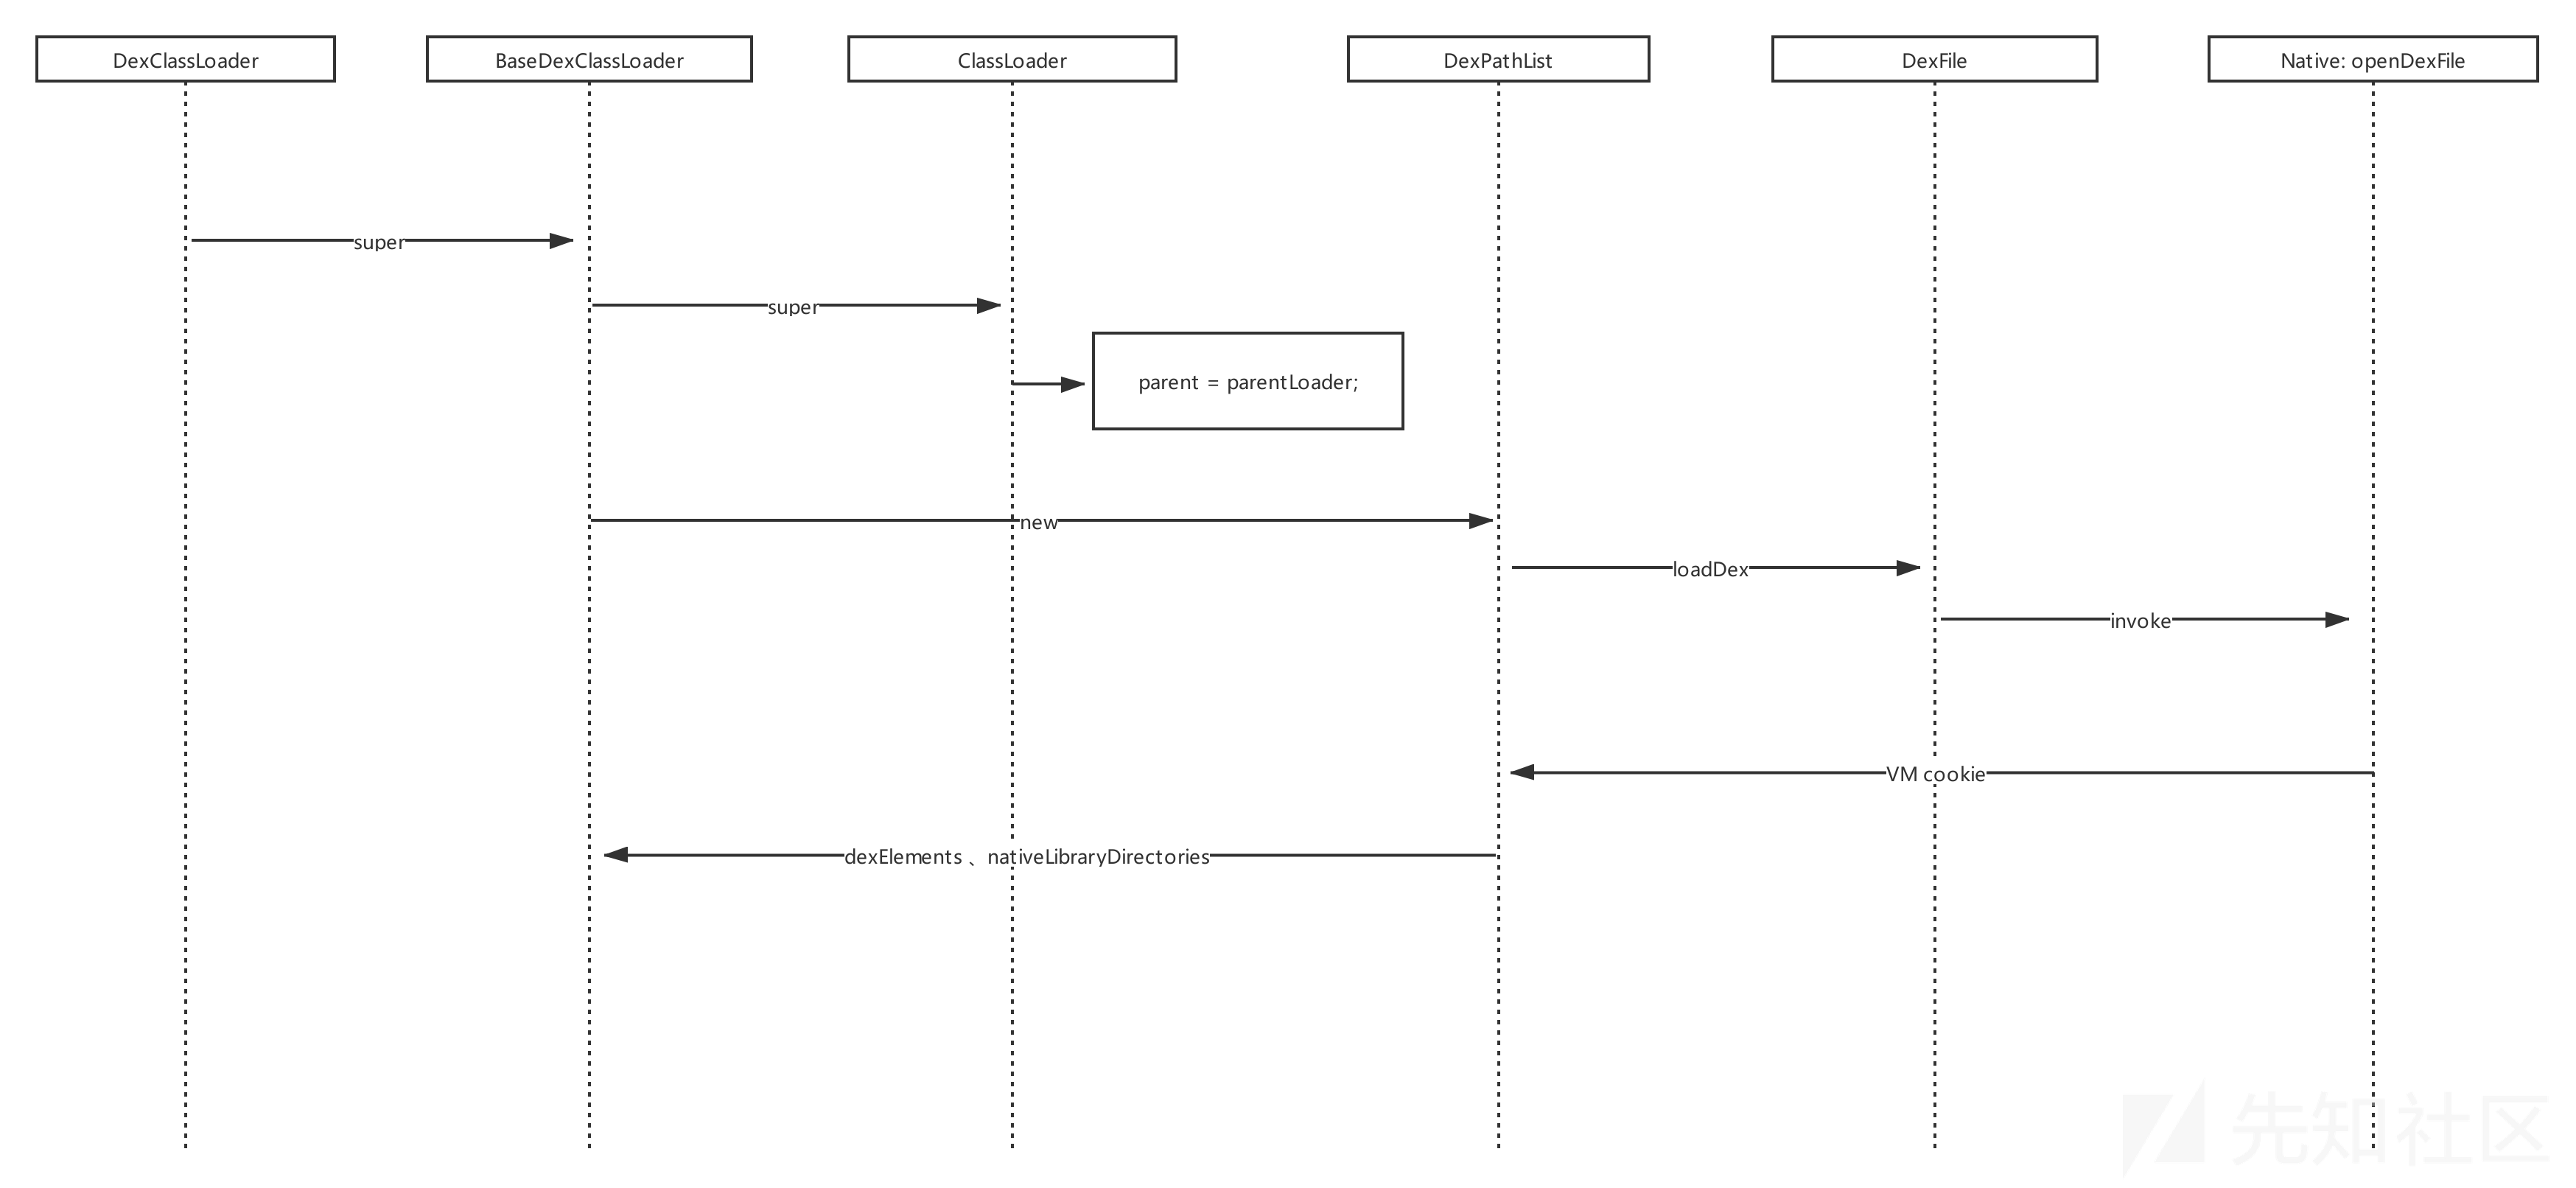 DexClassLoader
BaseDexClassLoader
ClassLoader
DexPathList
DexFile
Native: openDexFile
super
super
parent = parentLoader;
new
loadDex
invoke
VM cookie
dexElements 、nativeLibraryDirectories
先知社区